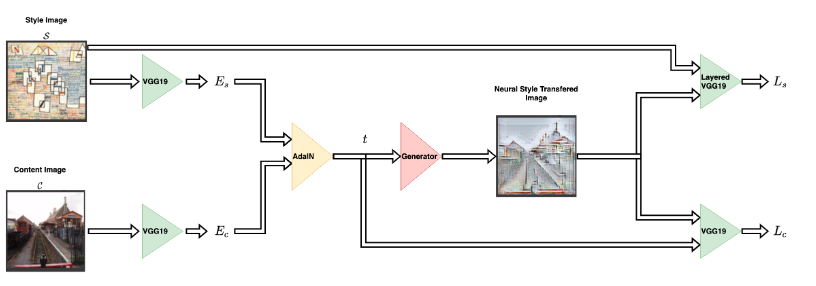 Style Image
𝒮
VGG19
E_s
Layered
VGG19
L_s
Neural Style Transfered
Image
t
AdaIN
Generator
Content Image
𝒞
VGG19
E_c
VGG19
L_c